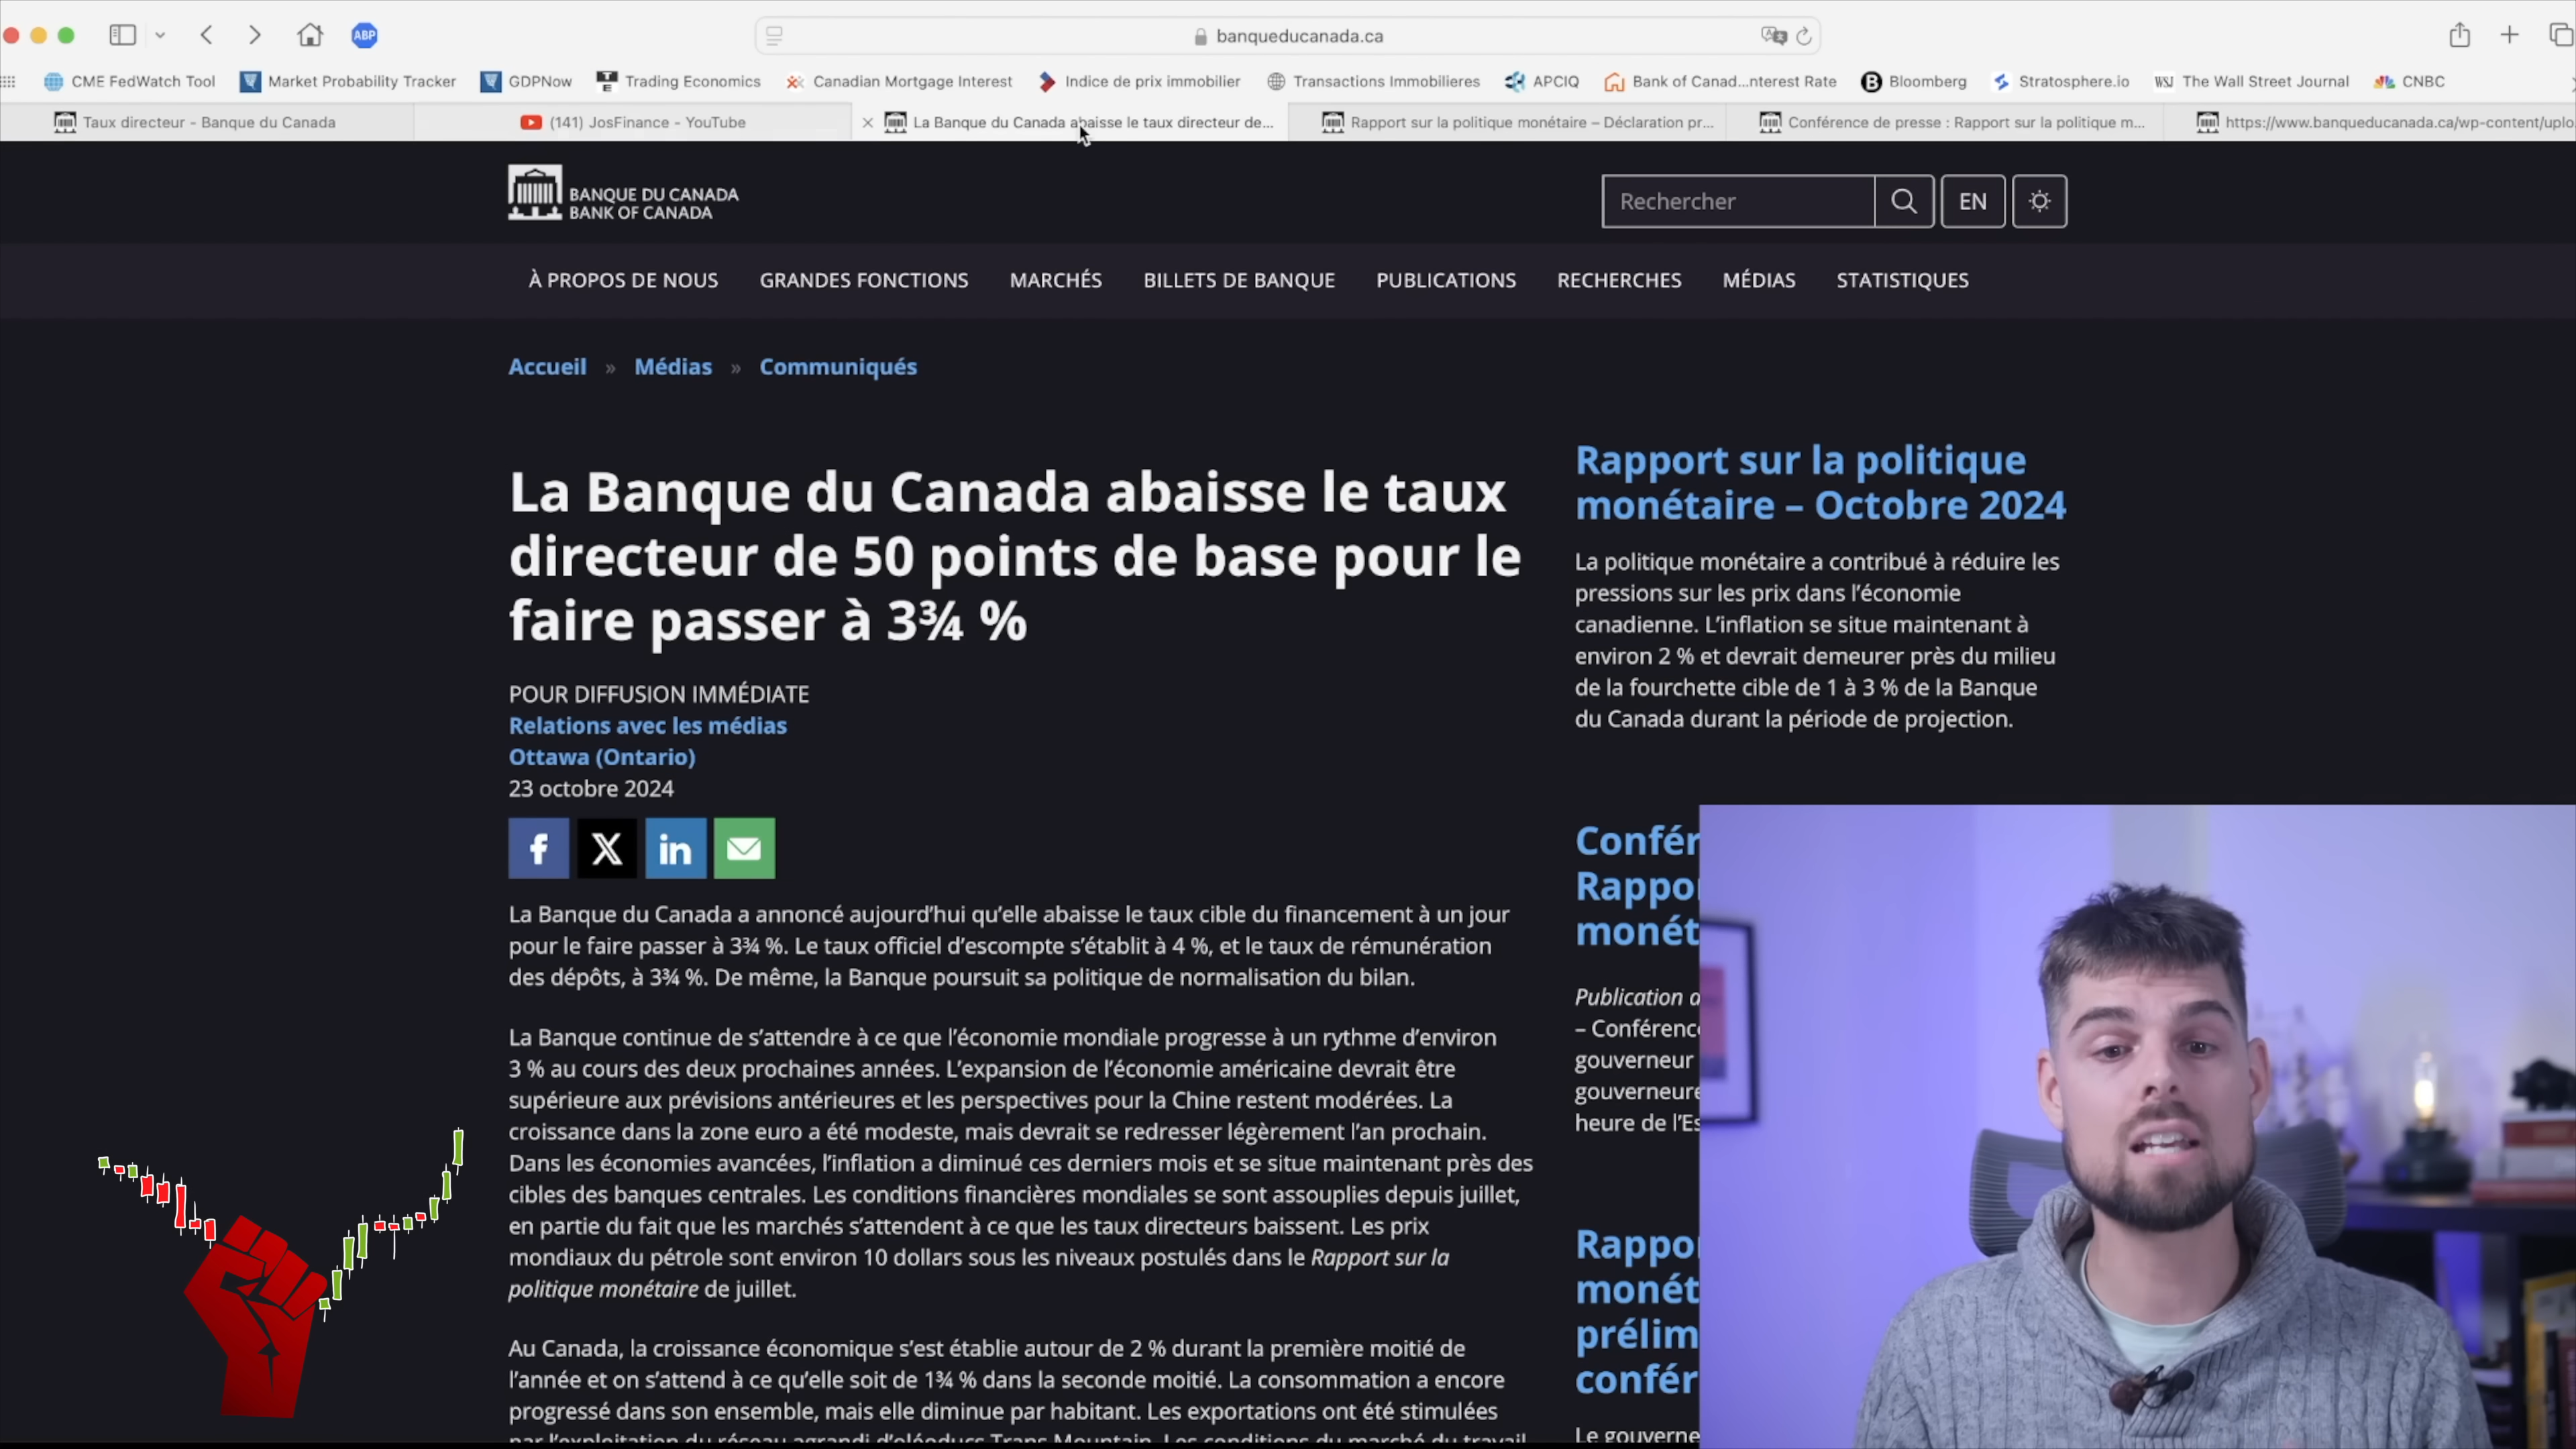 ABP
banqueducanada.ca
CME FedWatch Tool
Market Probability Tracker
GDPNow
TE
Trading Economics
Canadian Mortgage Interest
Indice de prix immobilier
Transactions Immobilieres
APCIQ
Bank of Canad...nterest Rate
B
Bloomberg
Stratosphere.io
WSJ
The Wall Street Journal
CNBC
Taux directeur - Banque du Canada
(141) JosFinance - YouTube
La Banque du Canada abaisse le taux directeur de...
Rapport sur la politique monétaire – Déclaration pr...
Conférence de presse : Rapport sur la politique m...
https://www.banqueducanada.ca/wp-content/uplo
BANQUE DU CANADA
BANK OF CANADA
Rechercher
EN
À PROPOS DE NOUS
GRANDES FONCTIONS
MARCHÉS
BILLETS DE BANQUE
PUBLICATIONS
RECHERCHES
MÉDIAS
STATISTIQUES
Accueil » Médias » Communiqués
La Banque du Canada abaisse le taux
directeur de 50 points de base pour le
faire passer à 3¾ %
POUR DIFFUSION IMMÉDIATE
Relations avec les médias
Ottawa (Ontario)
23 octobre 2024
f
X
in
La Banque du Canada a annoncé aujourd’hui qu’elle abaisse le taux cible du financement à un jour
pour le faire passer à 3¾ %. Le taux officiel d’escompte s’établit à 4 %, et le taux de rémunération
des dépôts, à 3¾ %. De même, la Banque poursuit sa politique de normalisation du bilan.
La Banque continue de s’attendre à ce que l’économie mondiale progresse à un rythme d’environ
3 % au cours des deux prochaines années. L’expansion de l’économie américaine devrait être
supérieure aux prévisions antérieures et les perspectives pour la Chine restent modérées. La
croissance dans la zone euro a été modeste, mais devrait se redresser légèrement l’an prochain.
Dans les économies avancées, l’inflation a diminué ces derniers mois et se situe maintenant près des
cibles des banques centrales. Les conditions financières mondiales se sont assouplies depuis juillet,
en partie du fait que les marchés s’attendent à ce que les taux directeurs baissent. Les prix
mondiaux du pétrole sont environ 10 dollars sous les niveaux postulés dans le Rapport sur la
politique monétaire de juillet.
Au Canada, la croissance économique s’est établie autour de 2 % durant la première moitié de
l’année et on s’attend à ce qu’elle soit de 1¾ % dans la seconde moitié. La consommation a encore
progressé dans son ensemble, mais elle diminue par habitant. Les exportations ont été stimulées
par l’exploitation du réseau agrandi d’oléoducs Trans Mountain. Les conditions du marché du travail
Rapport sur la politique
monétaire – Octobre 2024
La politique monétaire a contribué à réduire les
pressions sur les prix dans l’économie
canadienne. L’inflation se situe maintenant à
environ 2 % et devrait demeurer près du milieu
de la fourchette cible de 1 à 3 % de la Banque
du Canada durant la période de projection.
Confér
Rappo
monét
Publication d
– Conférenc
gouverneur
gouverneure
heure de l’Es
Rappo
monét
prélim
confér
Le gouverne